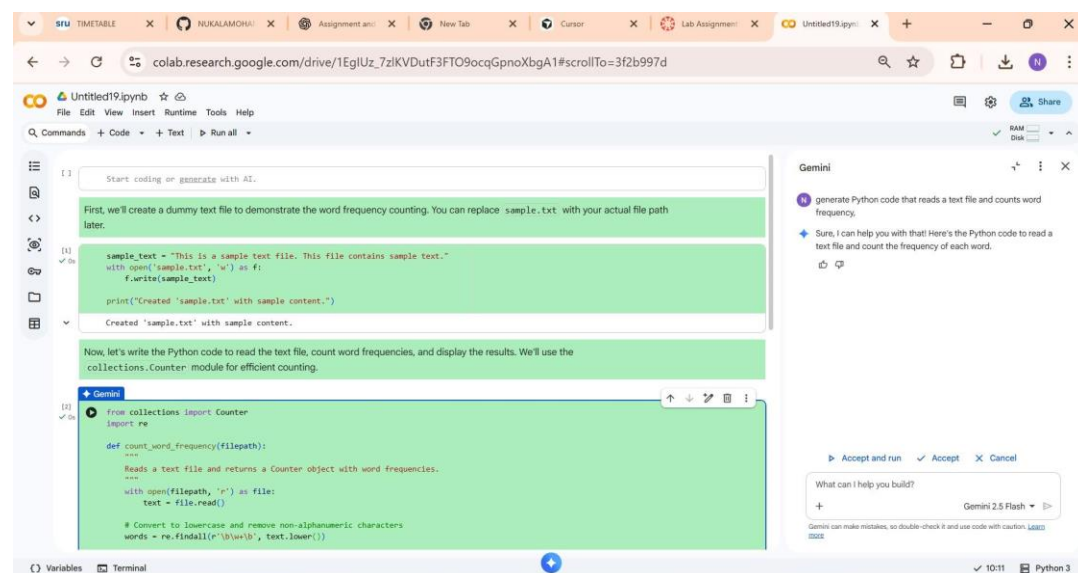 sru TIMETABLE
NUKALAMOHA
Assignment and
New Tab
Cursor
Lab Assignment
Untitled19.ipyn
colab.research.google.com/drive/1EgIUz_7zlKVDutF3FTO9ocqGpnoXbgA1#scrollTo=3f2b997d
N
CO
Untitled19.ipynb
File Edit View Insert Runtime Tools Help
Share
Commands + Code + Text Run all
RAM
Disk
[ ]
Start coding or generate with AI.
First, we'll create a dummy text file to demonstrate the word frequency counting. You can replace sample.txt with your actual file path
later.
[1]
0s
sample_text = "This is a sample text file. This file contains sample text."
with open('sample.txt', 'w') as f:
f.write(sample_text)
print("Created 'sample.txt' with sample content.")
Created 'sample.txt' with sample content.
Now, let's write the Python code to read the text file, count word frequencies, and display the results. We'll use the
collections.Counter module for efficient counting.
Gemini
[2]
0s
from collections import Counter
import re
def count_word_frequency(filepath):
"""
Reads a text file and returns a Counter object with word frequencies.
"""
with open(filepath, 'r') as file:
text = file.read()
# Convert to lowercase and remove non-alphanumeric characters
words = re.findall(r'\b\w+\b', text.lower())
Gemini
N
generate Python code that reads a text file and counts word
frequency,
Sure, I can help you with that! Here's the Python code to read a
text file and count the frequency of each word.
Accept and run Accept Cancel
What can I help you build?
+ Gemini 2.5 Flash
Gemini can make mistakes, so double-check it and use code with caution. Learn
more
{} Variables Terminal
10:11 Python 3